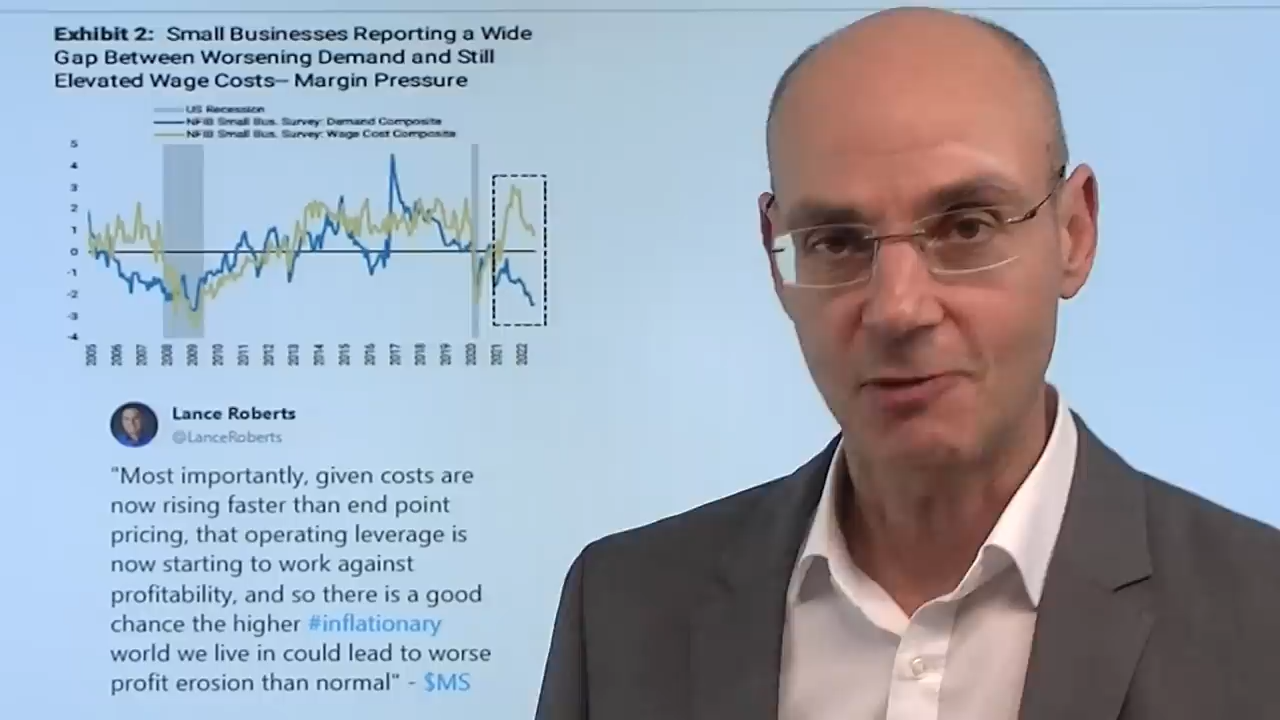 Exhibit 2: Small Businesses Reporting a Wide
Gap Between Worsening Demand and Still
Elevated Wage Costs– Margin Pressure
US Recession
NFIB Small Bus. Survey: Demand Composite
NFIB Small Bus. Survey: Wage Cost Composite
5
4
3
2
1
0
-1
-2
-3
-4
2005 2006 2007 2008 2009 2010 2011 2012 2013 2014 2015 2016 2017 2018 2019 2020 2021 2022
Lance Roberts
@LanceRoberts
"Most importantly, given costs are
now rising faster than end point
pricing, that operating leverage is
now starting to work against
profitability, and so there is a good
chance the higher #inflationary
world we live in could lead to worse
profit erosion than normal" - $MS